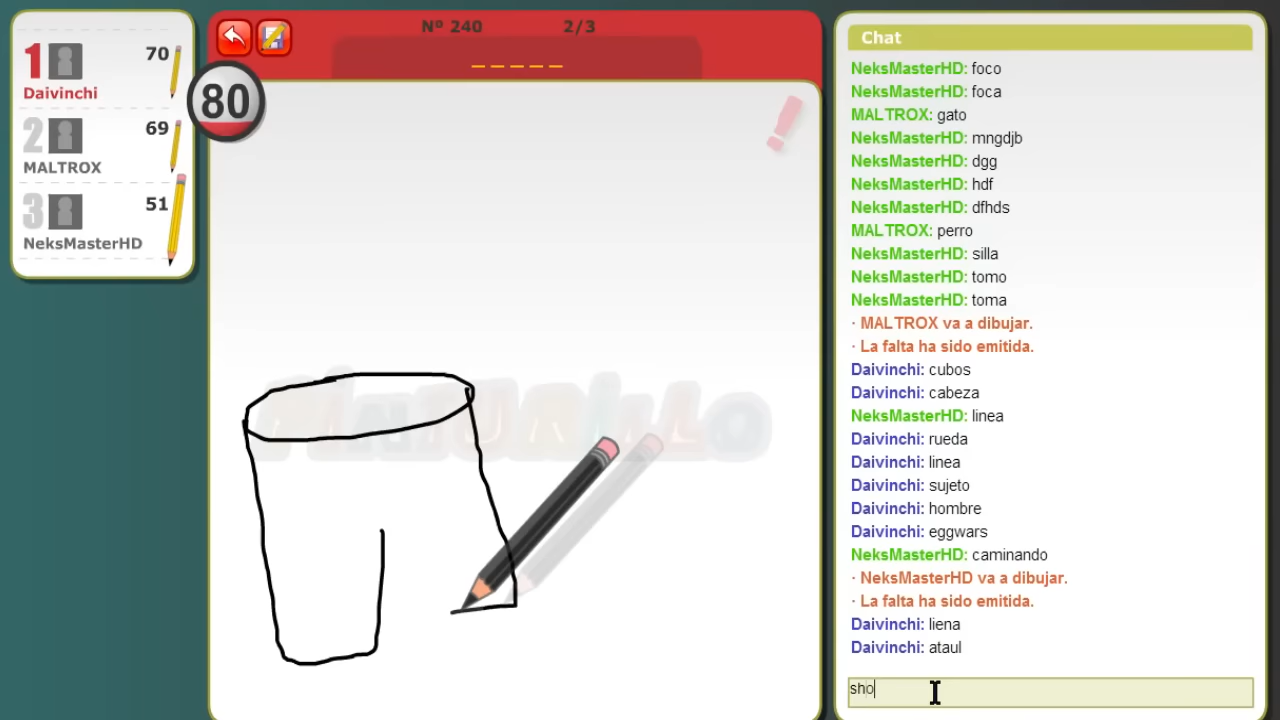 1
70
Daivinchi
2
69
MALTROX
3
51
NeksMasterHD
80
Nº 240 2/3
_ _ _ _ _
PINTURILLO
Chat
NeksMasterHD: foco
NeksMasterHD: foca
MALTROX: gato
NeksMasterHD: mngdjb
NeksMasterHD: dgg
NeksMasterHD: hdf
NeksMasterHD: dfhds
MALTROX: perro
NeksMasterHD: silla
NeksMasterHD: tomo
NeksMasterHD: toma
· MALTROX va a dibujar.
· La falta ha sido emitida.
Daivinchi: cubos
Daivinchi: cabeza
NeksMasterHD: linea
Daivinchi: rueda
Daivinchi: linea
Daivinchi: sujeto
Daivinchi: hombre
Daivinchi: eggwars
NeksMasterHD: caminando
· NeksMasterHD va a dibujar.
· La falta ha sido emitida.
Daivinchi: liena
Daivinchi: ataul
sho